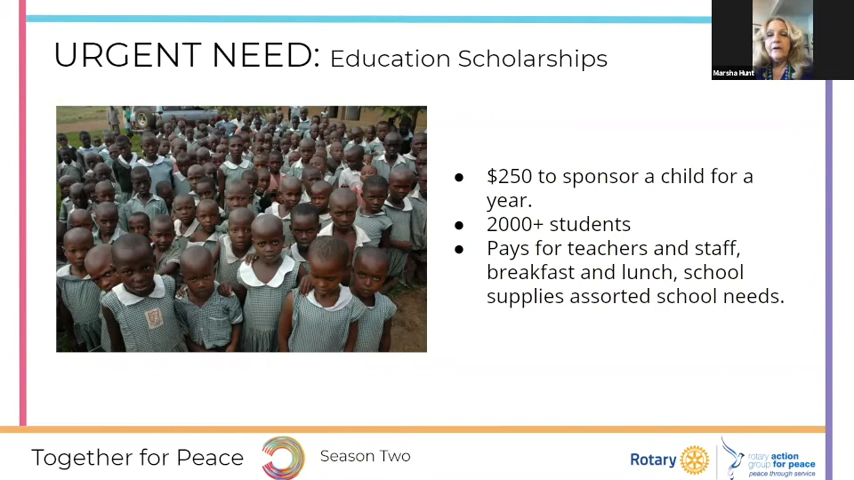 URGENT NEED: Education Scholarships
Marsha Hunt
● $250 to sponsor a child for a
year.
● 2000+ students
● Pays for teachers and staff,
breakfast and lunch, school
supplies assorted school needs.
Together for Peace
Season Two
Rotary
rotary action
group for peace
peace through service